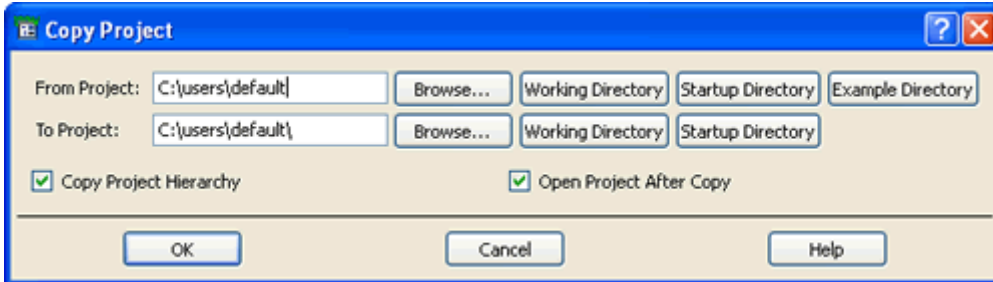 Copy Project
From Project: C:\users\default Browse... Working Directory Startup Directory Example Directory
To Project: C:\users\default\ Browse... Working Directory Startup Directory
Copy Project Hierarchy Open Project After Copy
OK Cancel Help